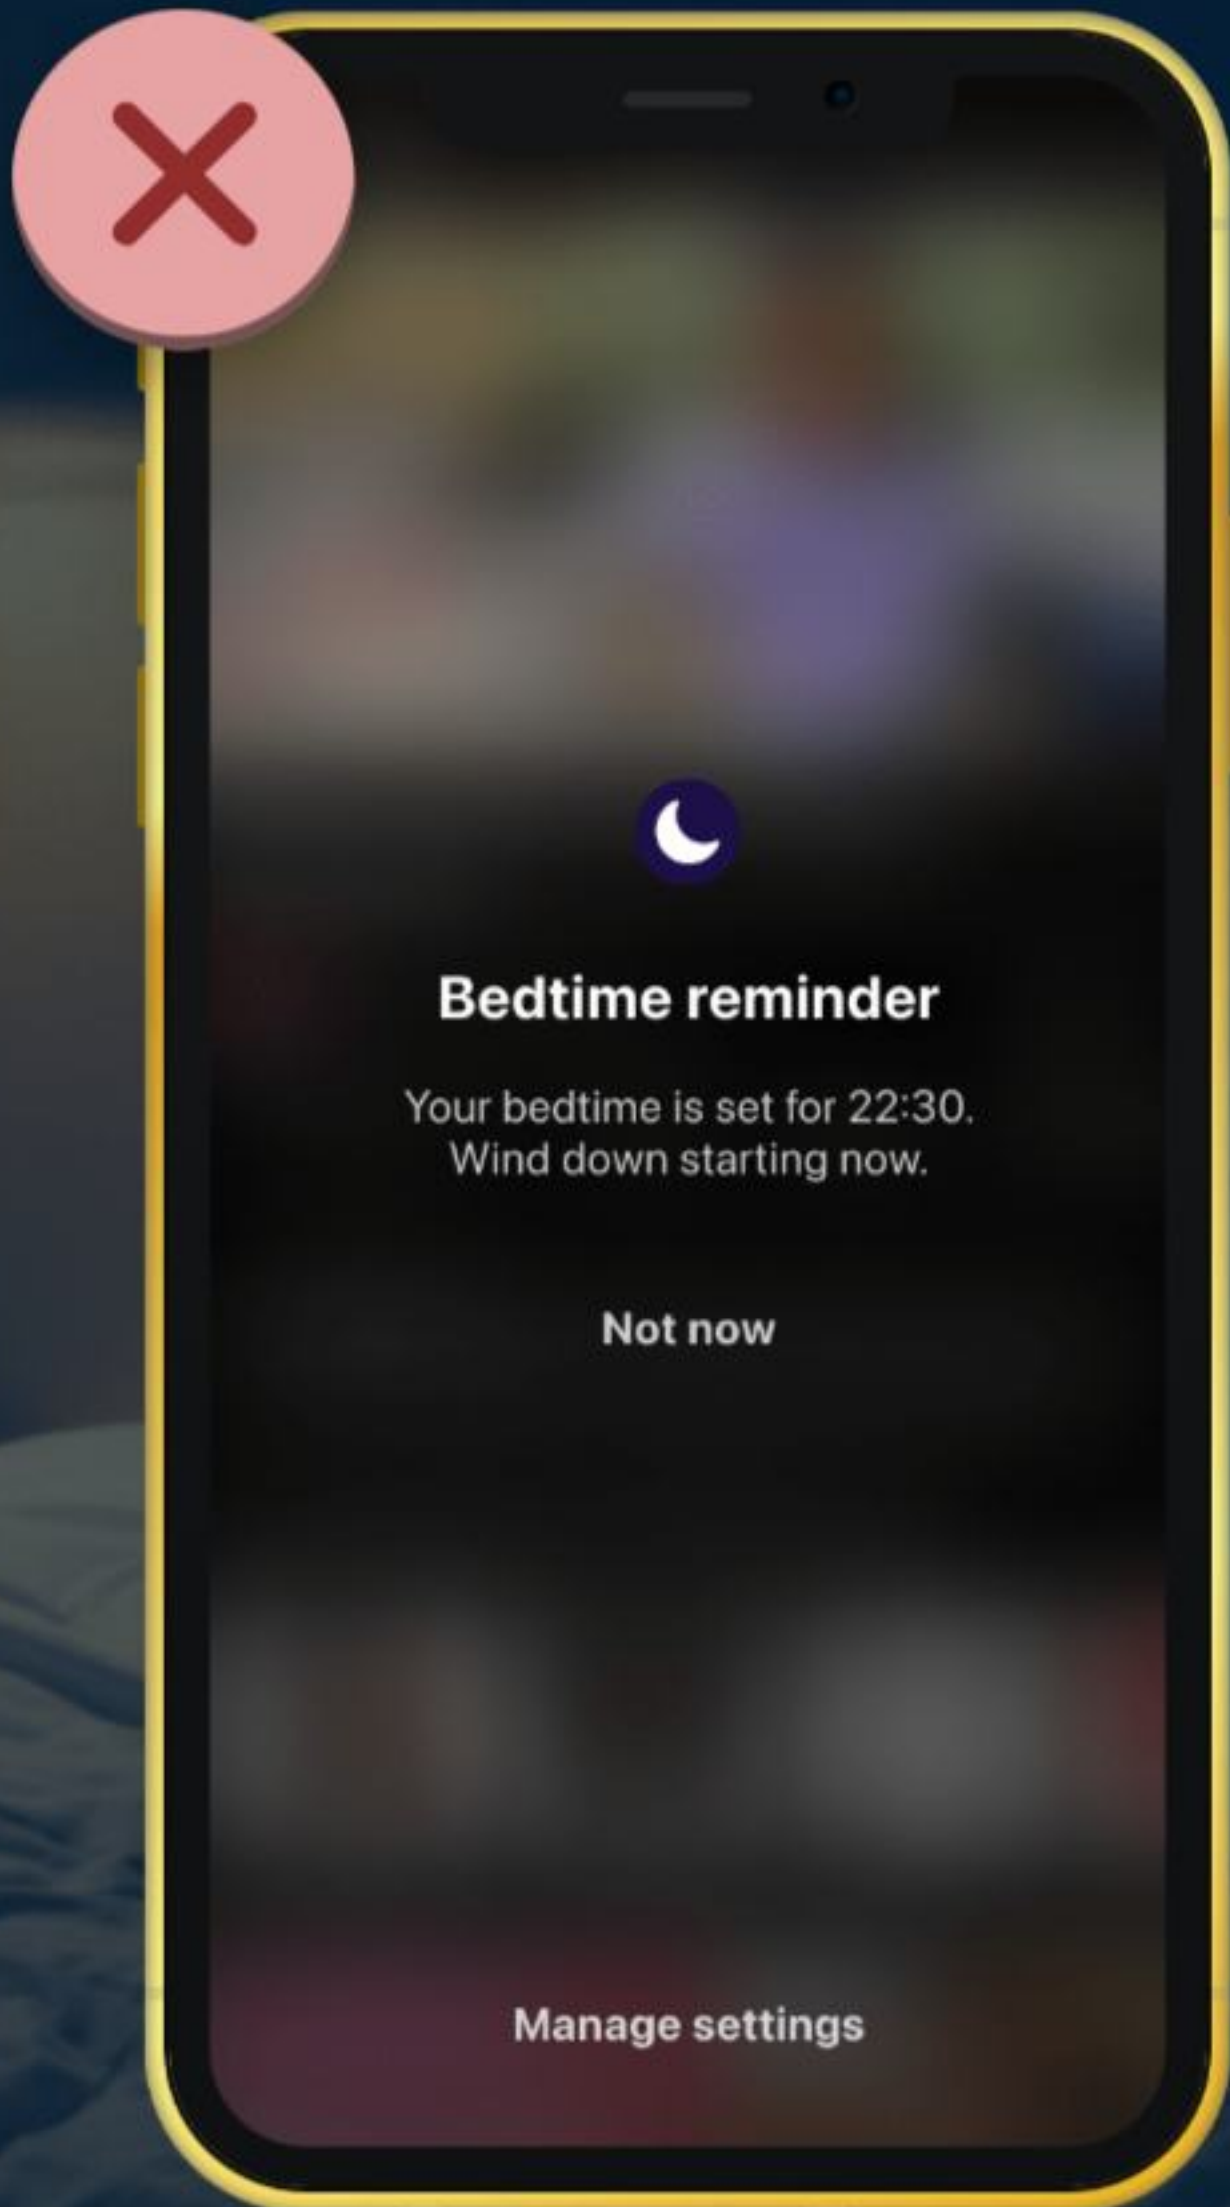 Bedtime reminder
Your bedtime is set for 22:30.
Wind down starting now.
Not now
Manage settings